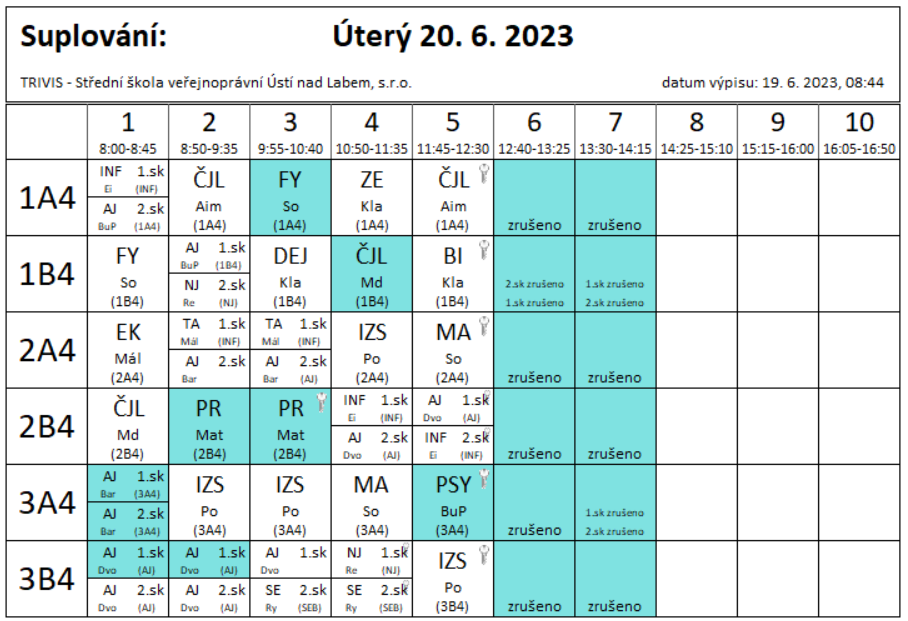 Suplování: Úterý 20. 6. 2023
TRIVIS - Střední škola veřejnoprávní Ústí nad Labem, s.r.o. datum výpisu: 19. 6. 2023, 08:44
1 2 3 4 5 6 7 8 9 10
8:00-8:45 8:50-9:35 9:55-10:40 10:50-11:35 11:45-12:30 12:40-13:25 13:30-14:15 14:25-15:10 15:15-16:00 16:05-16:50
1A4
INF 1.sk
Ei (INF)
AJ 2.sk
BuP (1A4)
ČJL
Aim
(1A4)
FY
So
(1A4)
ZE
Kla
(1A4)
ČJL
Aim
(1A4)
zrušeno
zrušeno
1B4
FY
So
(1B4)
AJ 1.sk
BuP (1B4)
NJ 2.sk
Re (NJ)
DEJ
Kla
(1B4)
ČJL
Md
(1B4)
BI
Kla
(1B4)
2.sk zrušeno
1.sk zrušeno
1.sk zrušeno
2.sk zrušeno
2A4
EK
Mál
(2A4)
TA 1.sk
Mál (INF)
AJ 2.sk
Bar
TA 1.sk
Mál (INF)
AJ 2.sk
Bar (AJ)
IZS
Po
(2A4)
MA
So
(2A4)
zrušeno
zrušeno
2B4
ČJL
Md
(2B4)
PR
Mat
(2B4)
PR
Mat
(2B4)
INF 1.sk
Ei (INF)
AJ 2.sk
Dvo (AJ)
AJ 1.sk
Dvo (AJ)
INF 2.sk
Ei (INF)
zrušeno
zrušeno
3A4
AJ 1.sk
Bar (3A4)
AJ 2.sk
Bar (3A4)
IZS
Po
(3A4)
IZS
Po
(3A4)
MA
So
(3A4)
PSY
BuP
(3A4)
zrušeno
1.sk zrušeno
2.sk zrušeno
3B4
AJ 1.sk
Dvo (AJ)
AJ 2.sk
Dvo (AJ)
AJ 1.sk
Dvo (AJ)
AJ 2.sk
Dvo (AJ)
AJ 1.sk
Dvo
SE 2.sk
Ry (SEB)
NJ 1.sk
Re (NJ)
SE 2.sk
Ry (SEB)
IZS
Po
(3B4)
zrušeno
zrušeno